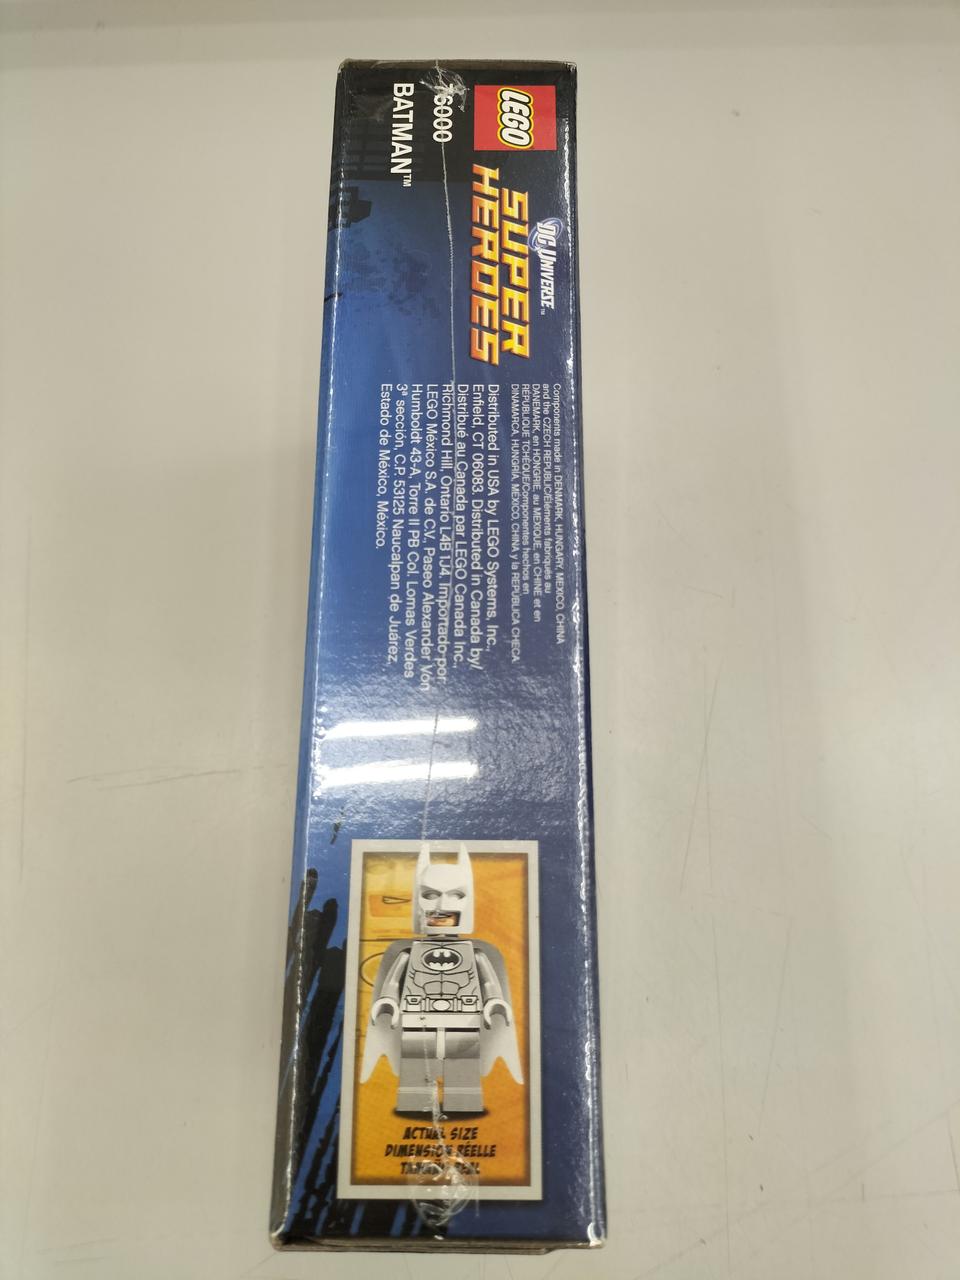 LEGO
DC UNIVERSE™
SUPER
HEROES
76000
BATMAN™
Components made in DENMARK, HUNGARY, MEXICO, CHINA
and the CZECH REPUBLIC/Éléments fabriqués au
DANEMARK, en HONGRIE, au MEXIQUE, en CHINE et en
RÉPUBLIQUE TCHÈQUE/Componentes hechos en
DINAMARCA, HUNGRÍA, MÉXICO, CHINA y la REPÚBLICA CHECA.
Distributed in USA by LEGO Systems, Inc.,
Enfield, CT 06083. Distributed in Canada by/
Distribué au Canada par LEGO Canada Inc.,
Richmond Hill, Ontario L4B 1J4. Importado por:
LEGO México S.A. de C.V., Paseo Alexander Von
Humboldt 43-A, Torre II PB Col. Lomas Verdes
3ª sección, C.P. 53125 Naucalpan de Juárez,
Estado de México, México.
ACTUAL SIZE
DIMENSION RÉELLE
TAMAÑO REAL